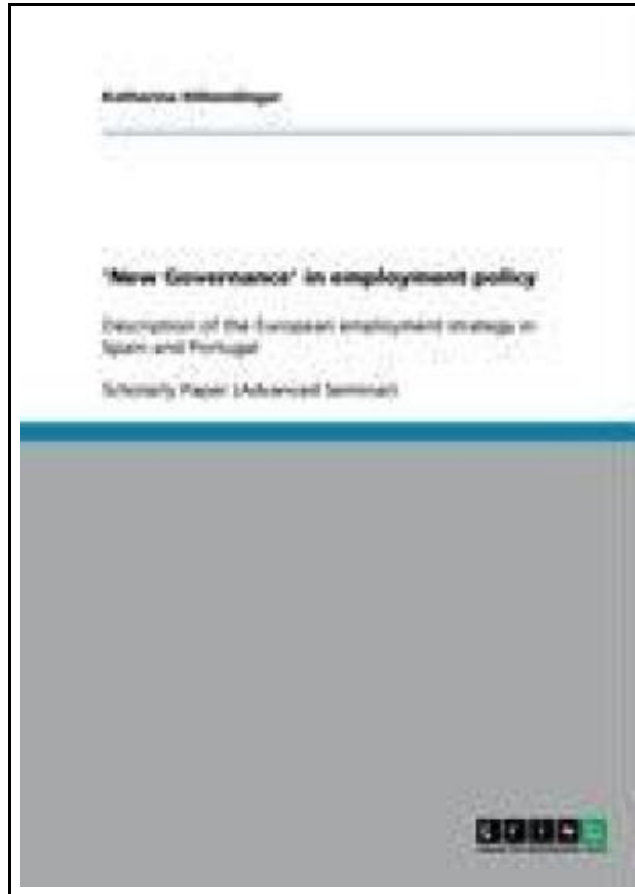 Katharina
'New Governance' in employment policy
Description of the European employment strategy in
Spain and Portugal
Scholarly Paper (Advanced Seminar)
G R I N